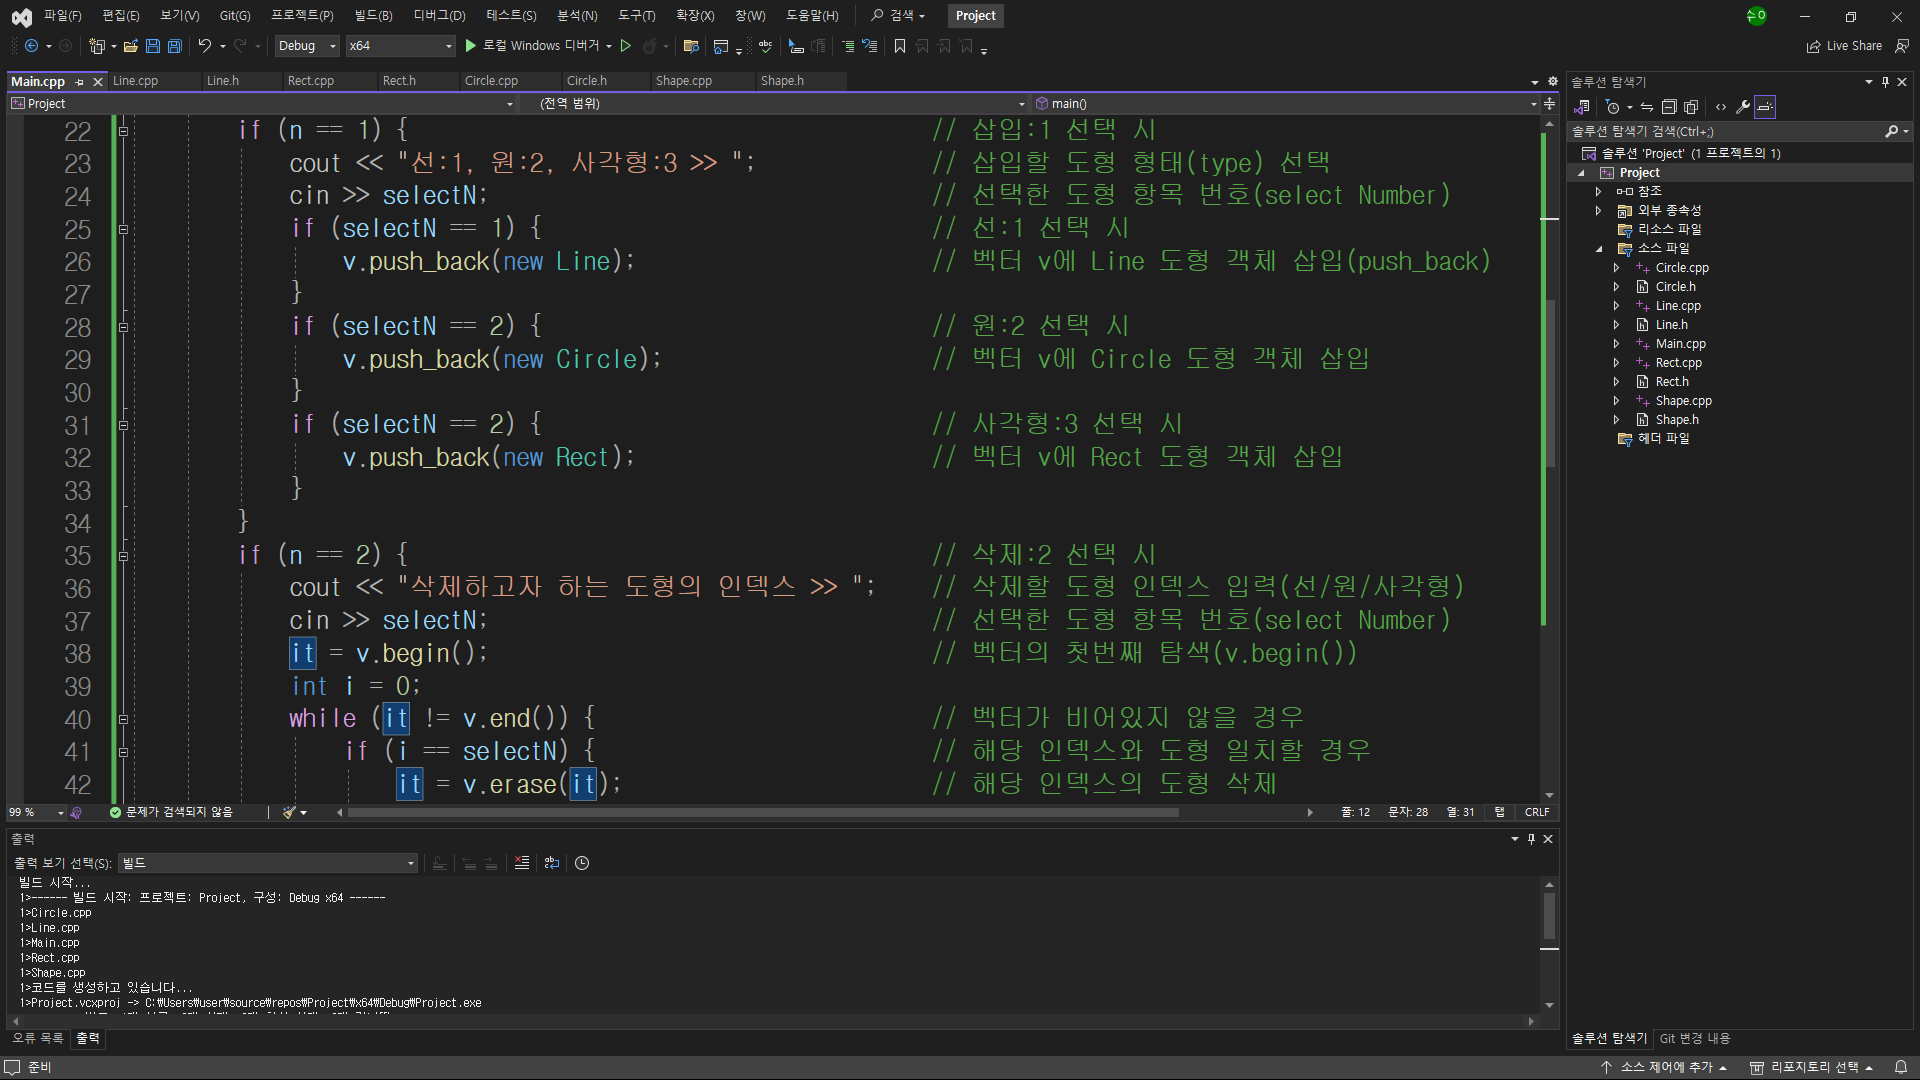 파일(F) 편집(E) 보기(V) Git(G) 프로젝트(P) 빌드(B) 디버그(D) 테스트(S) 분석(N) 도구(T) 확장(X) 창(W) 도움말(H) 검색 Project
Debug x64 로컬 Windows 디버거 Live Share
Main.cpp Line.cpp Line.h Rect.cpp Rect.h Circle.cpp Circle.h Shape.cpp Shape.h
Project (전역 범위) main()
22 if (n == 1) { // 삽입:1 선택 시
23 cout << "선:1, 원:2, 사각형:3 >> "; // 삽입할 도형 형태(type) 선택
24 cin >> selectN; // 선택한 도형 항목 번호(select Number)
25 if (selectN == 1) { // 선:1 선택 시
26 v.push_back(new Line); // 벡터 v에 Line 도형 객체 삽입(push_back)
27 }
28 if (selectN == 2) { // 원:2 선택 시
29 v.push_back(new Circle); // 벡터 v에 Circle 도형 객체 삽입
30 }
31 if (selectN == 2) { // 사각형:3 선택 시
32 v.push_back(new Rect); // 벡터 v에 Rect 도형 객체 삽입
33 }
34 }
35 if (n == 2) { // 삭제:2 선택 시
36 cout << "삭제하고자 하는 도형의 인덱스 >> "; // 삭제할 도형 인덱스 입력(선/원/사각형)
37 cin >> selectN; // 선택한 도형 항목 번호(select Number)
38 it = v.begin(); // 벡터의 첫번째 탐색(v.begin())
39 int i = 0;
40 while (it != v.end()) { // 벡터가 비어있지 않을 경우
41 if (i == selectN) { // 해당 인덱스와 도형 일치할 경우
42 it = v.erase(it); // 해당 인덱스의 도형 삭제
99 % 문제가 검색되지 않음 줄: 12 문자: 28 열: 31 탭 CRLF
출력
출력 보기 선택(S): 빌드
빌드 시작...
1>------ 빌드 시작: 프로젝트: Project, 구성: Debug x64 ------
1>Circle.cpp
1>Line.cpp
1>Main.cpp
1>Rect.cpp
1>Shape.cpp
1>코드를 생성하고 있습니다...
1>Project.vcxproj -> C:₩Users₩user₩source₩repos₩Project₩x64₩Debug₩Project.exe
오류 목록 출력
솔루션 탐색기
솔루션 탐색기 검색(Ctrl+;)
솔루션 'Project' (1 프로젝트의 1)
Project
참조
외부 종속성
리소스 파일
소스 파일
Circle.cpp
Circle.h
Line.cpp
Line.h
Main.cpp
Rect.cpp
Rect.h
Shape.cpp
Shape.h
헤더 파일
솔루션 탐색기 Git 변경 내용
준비 소스 제어에 추가 리포지토리 선택